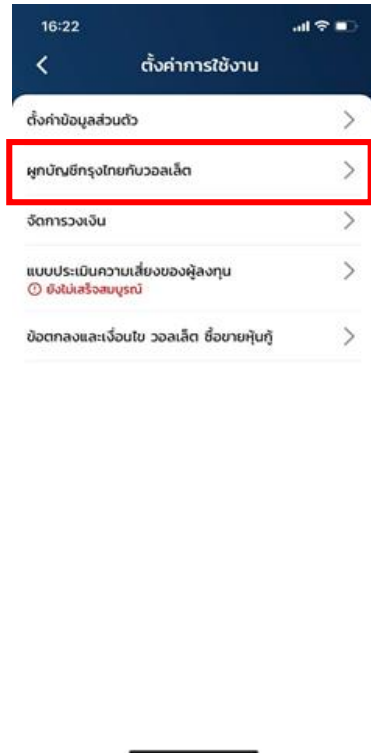 16:22
ตั้งค่าการใช้งาน
ตั้งค่าข้อมูลส่วนตัว
ผูกบัญชีกรุงไทยกับวอลเล็ต
จัดการวงเงิน
แบบประเมินความเสี่ยงของผู้ลงทุน
ยังไม่เสร็จสมบูรณ์
ข้อตกลงและเงื่อนไข วอลเล็ต ซื้อขายหุ้นกู้